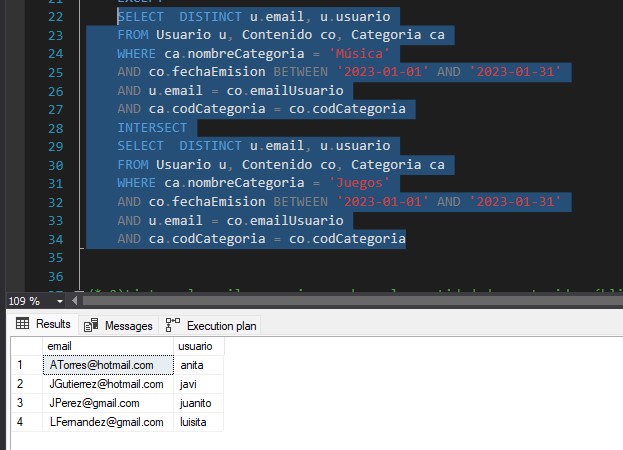 21 EXCEPT
22 SELECT  DISTINCT u.email, u.usuario
23 FROM Usuario u, Contenido co, Categoria ca
24 WHERE ca.nombreCategoria = 'Música'
25 AND co.fechaEmision BETWEEN '2023-01-01' AND '2023-01-31'
26 AND u.email = co.emailUsuario
27 AND ca.codCategoria = co.codCategoria
28 INTERSECT
29 SELECT  DISTINCT u.email, u.usuario
30 FROM Usuario u, Contenido co, Categoria ca
31 WHERE ca.nombreCategoria = 'Juegos'
32 AND co.fechaEmision BETWEEN '2023-01-01' AND '2023-01-31'
33 AND u.email = co.emailUsuario
34 AND ca.codCategoria = co.codCategoria
35
36
109 %
Results Messages Execution plan
email usuario
1 ATorres@hotmail.com anita
2 JGutierrez@hotmail.com javi
3 JPerez@gmail.com juanito
4 LFernandez@gmail.com luisita